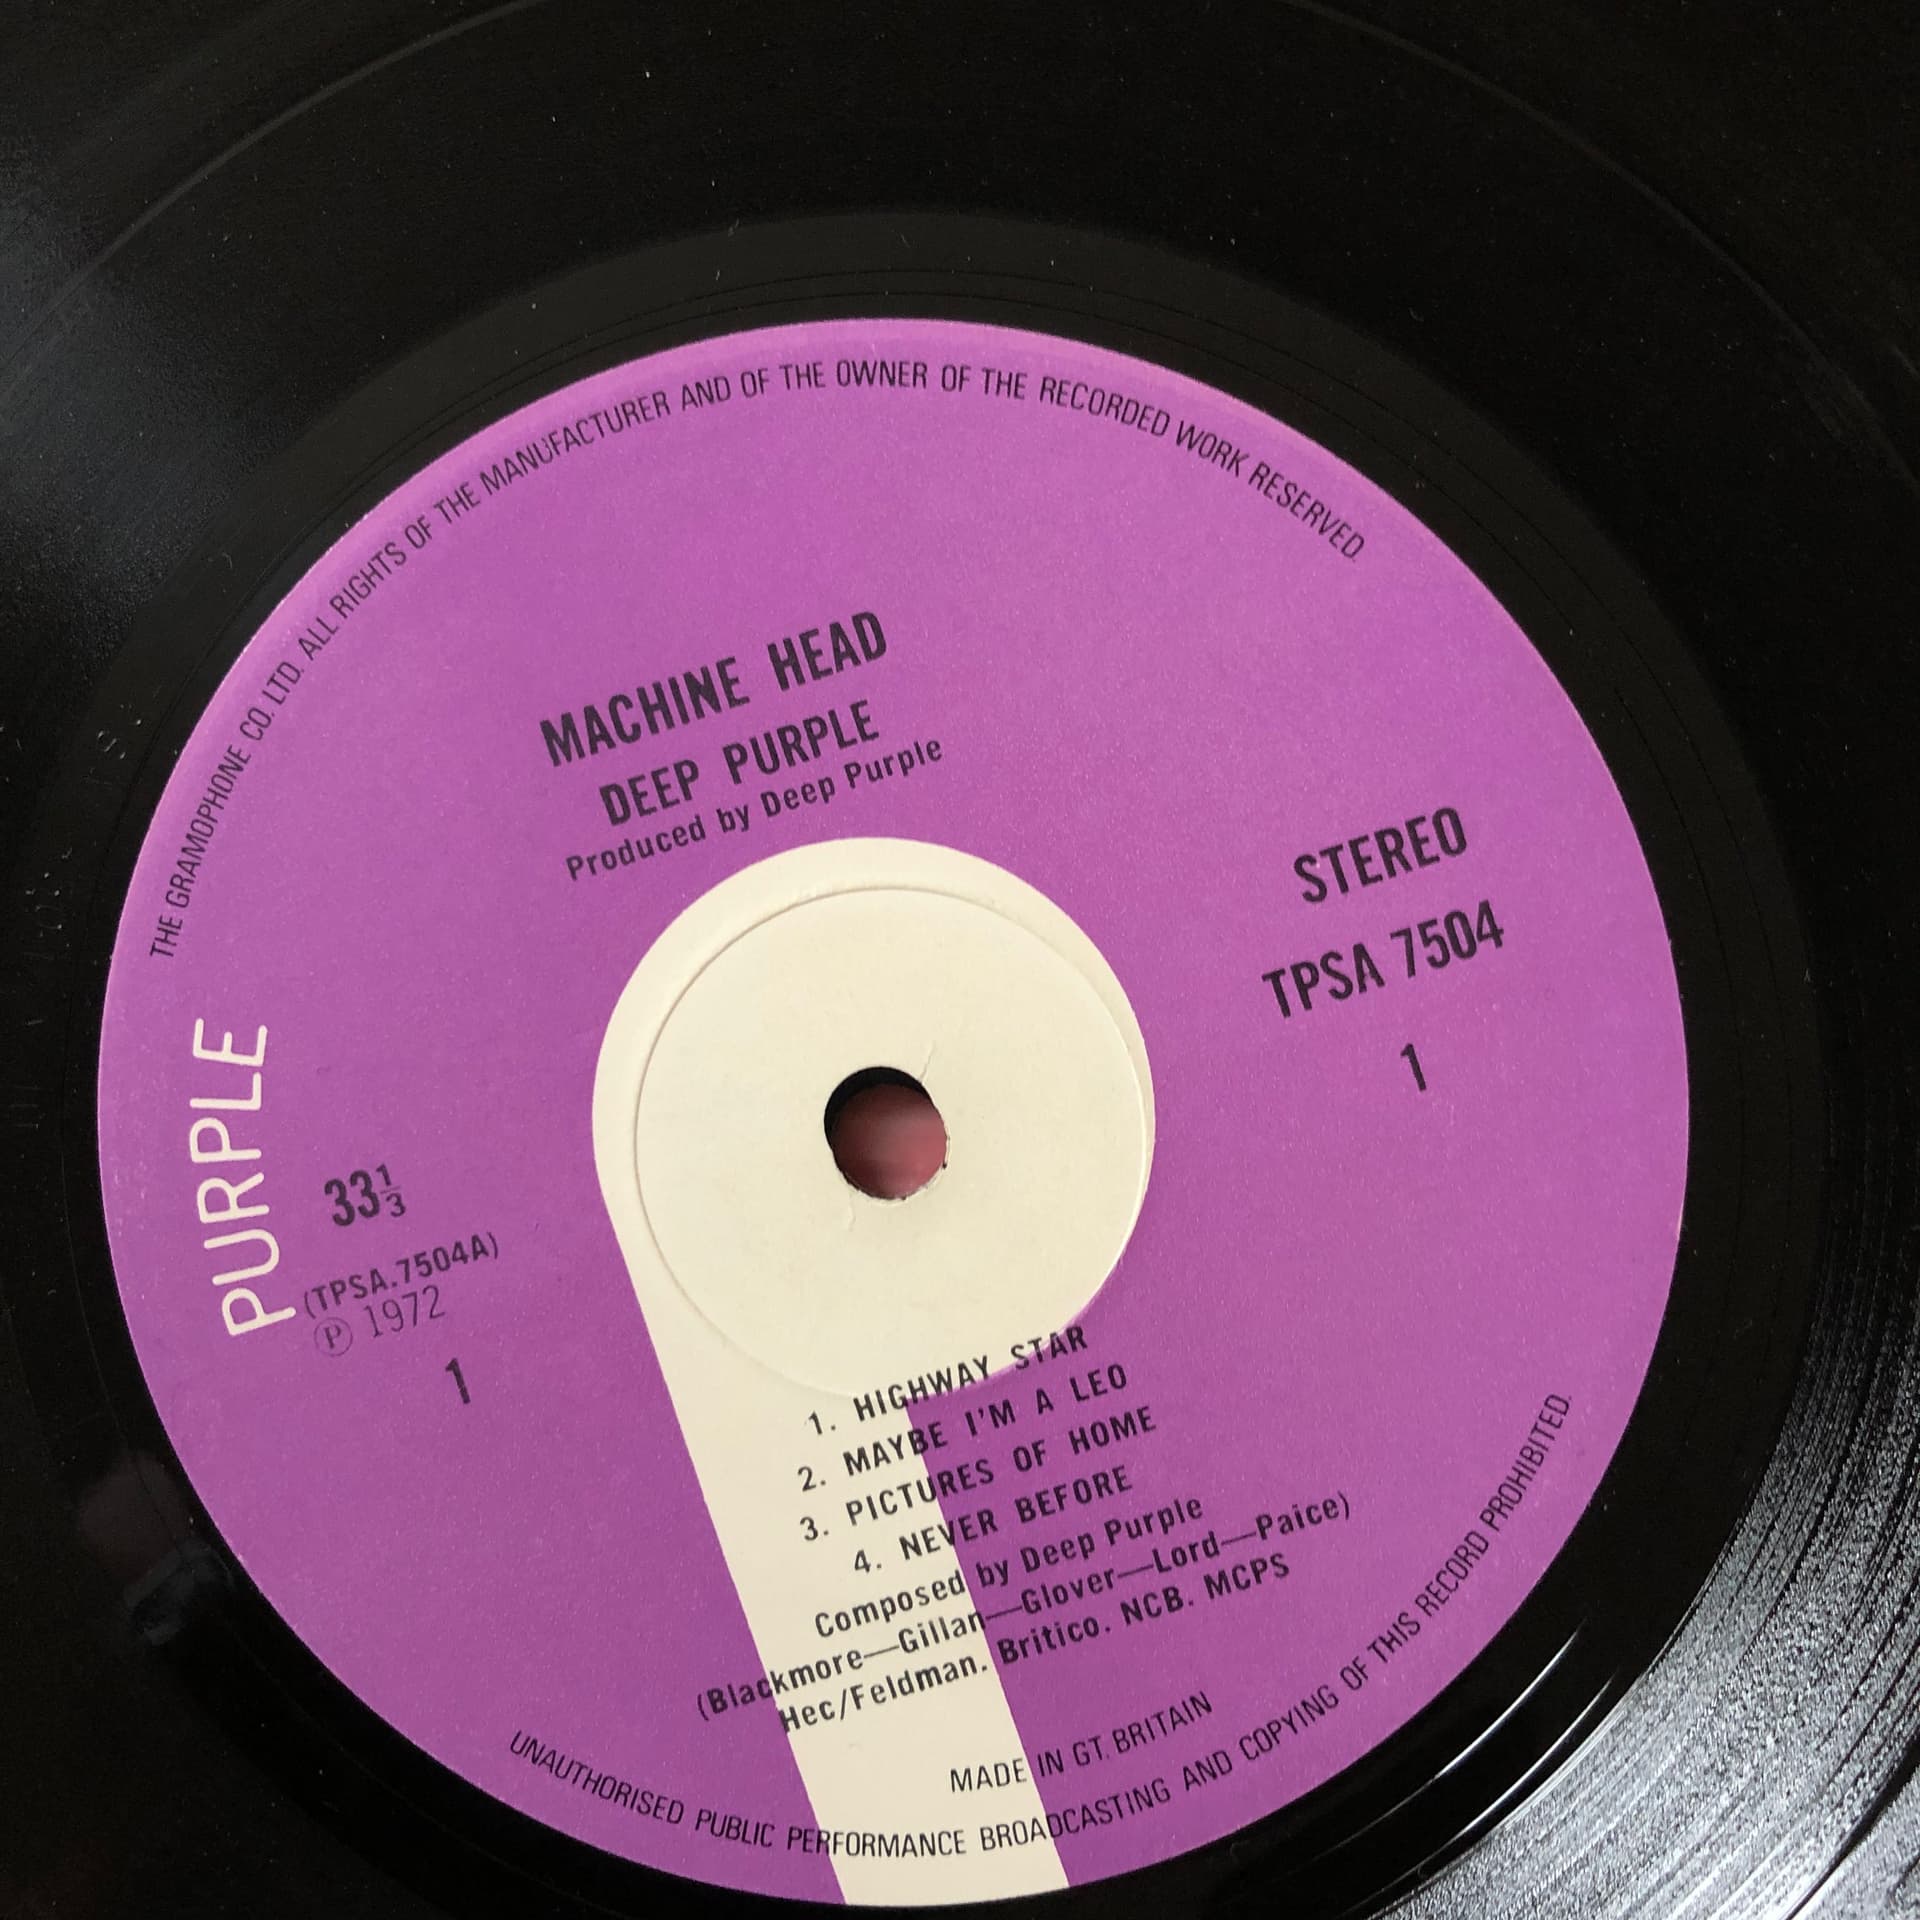 THE GRAMOPHONE CO. LTD. ALL RIGHTS OF THE MANUFACTURER AND OF THE OWNER OF THE RECORDED WORK RESERVED.
MACHINE HEAD
DEEP PURPLE
Produced by Deep Purple
STEREO
TPSA 7504
1
PURPLE
33⅓
(TPSA.7504A)
Ⓟ 1972
1
1. HIGHWAY STAR
2. MAYBE I'M A LEO
3. PICTURES OF HOME
4. NEVER BEFORE
Composed by Deep Purple
(Blackmore—Gillan—Glover—Lord—Paice)
Hec/Feldman. Britico. NCB. MCPS
MADE IN GT. BRITAIN
UNAUTHORISED PUBLIC PERFORMANCE BROADCASTING AND COPYING OF THIS RECORD PROHIBITED.